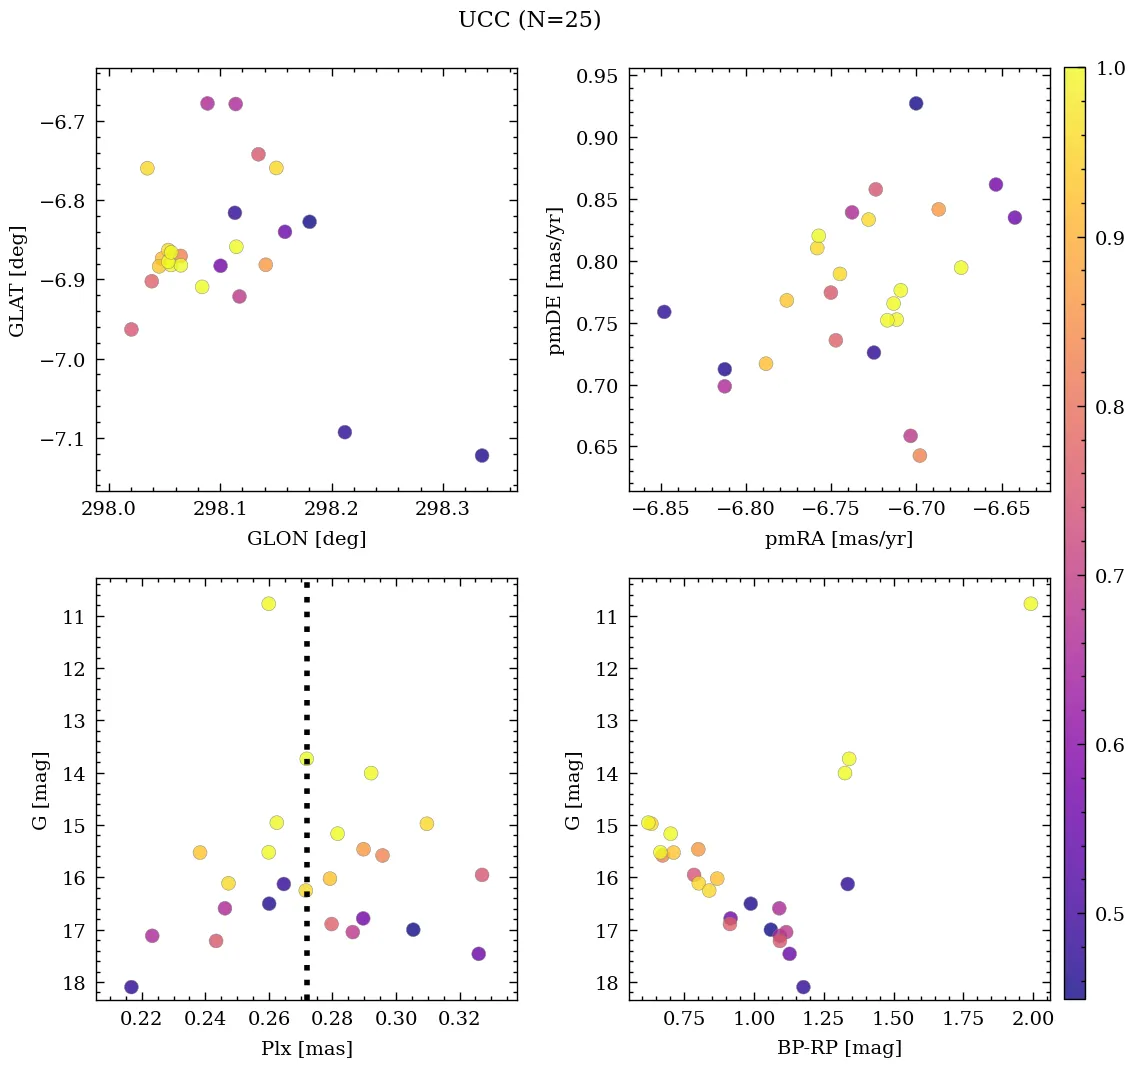 UCC (N=25)
−6.7
−6.8
−6.9
−7.0
−7.1
GLAT [deg]
298.0 298.1 298.2 298.3
GLON [deg]
0.95
0.90
0.85
0.80
0.75
0.70
0.65
pmDE [mas/yr]
−6.85 −6.80 −6.75 −6.70 −6.65
pmRA [mas/yr]
11
12
13
14
15
16
17
18
G [mag]
0.22 0.24 0.26 0.28 0.30 0.32
Plx [mas]
11
12
13
14
15
16
17
18
G [mag]
0.75 1.00 1.25 1.50 1.75 2.00
BP-RP [mag]
1.0
0.9
0.8
0.7
0.6
0.5